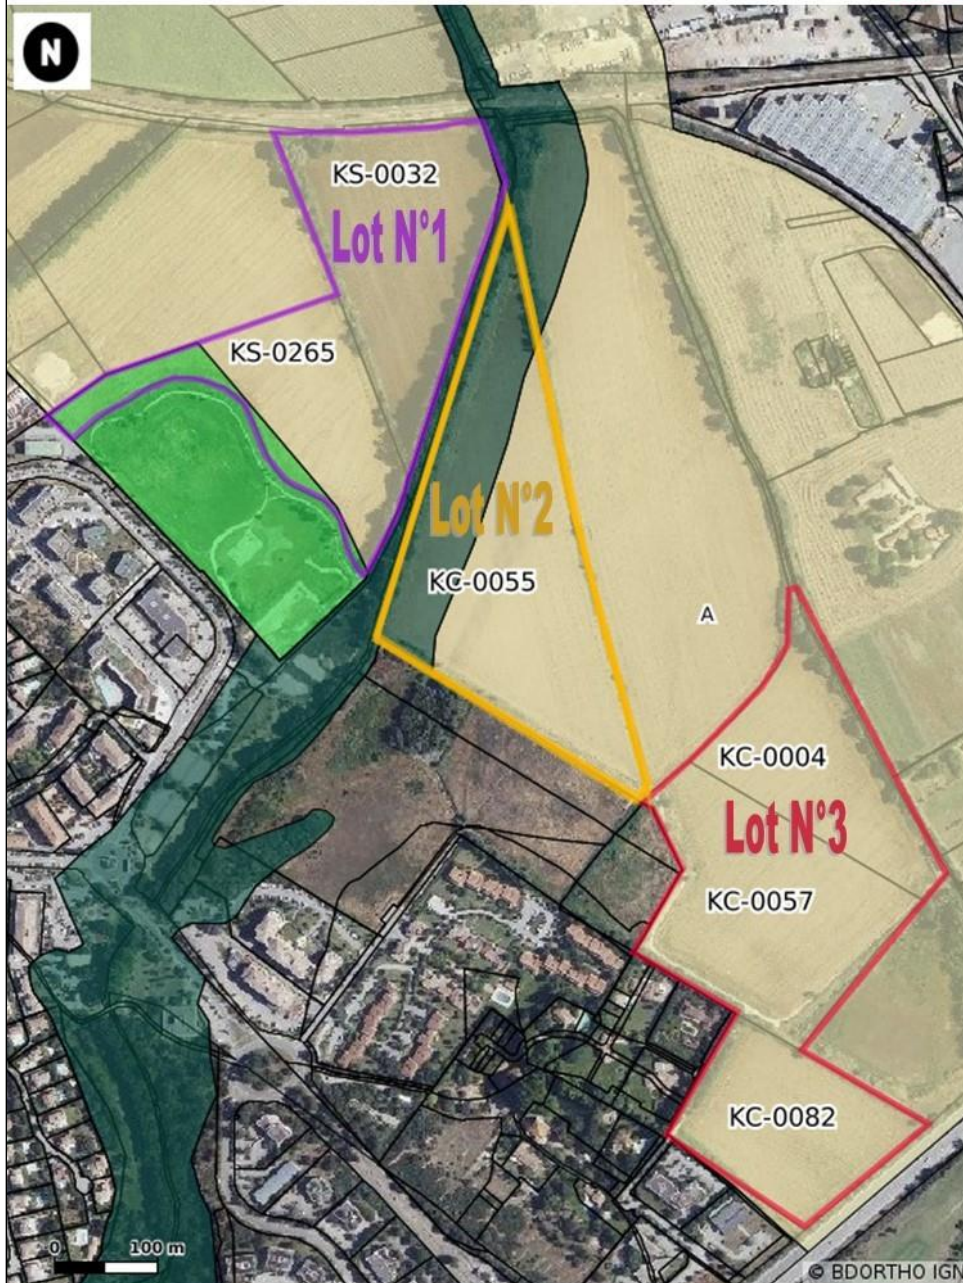 N
KS-0032
Lot N°1
KS-0265
Lot N°2
KC-0055
A
KC-0004
Lot N°3
KC-0057
KC-0082
0 100 m
© BDORTHO IGN